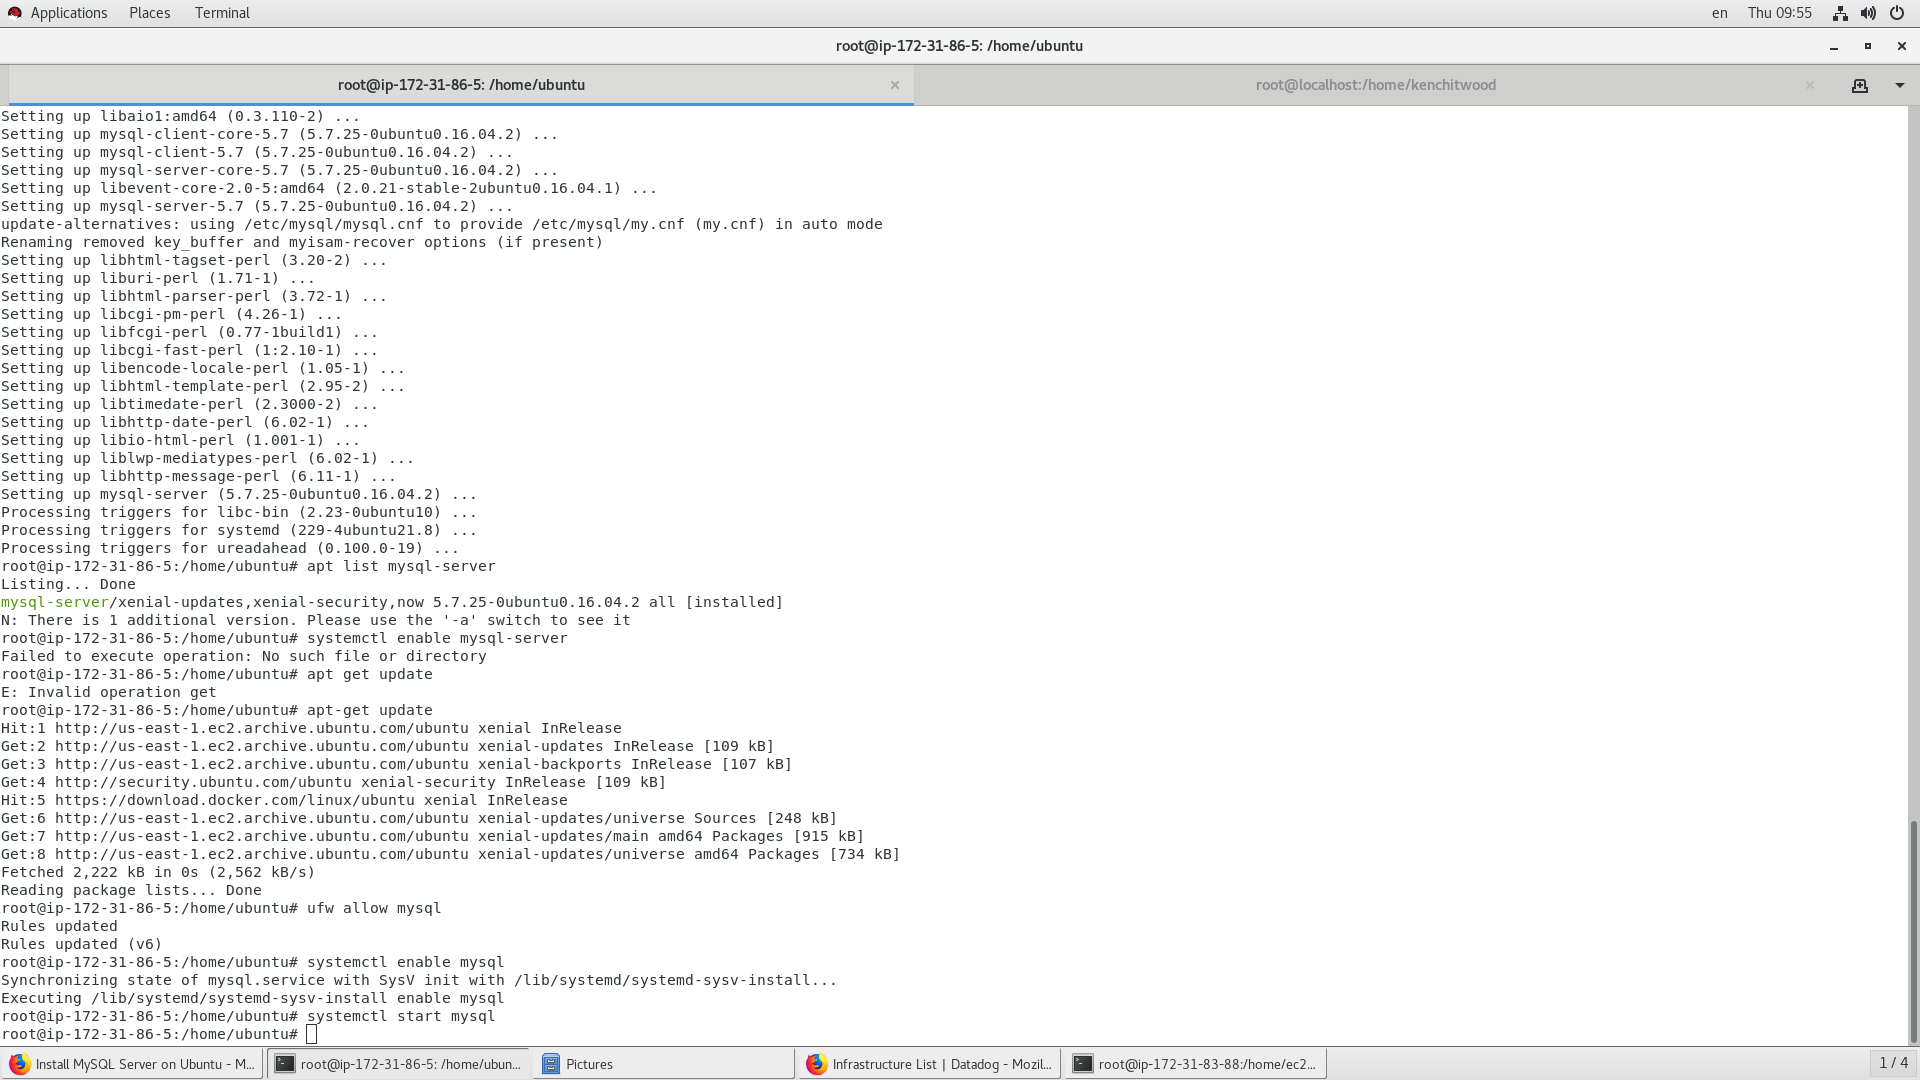 Applications Places Terminal en Thu 09:55
root@ip-172-31-86-5: /home/ubuntu
root@ip-172-31-86-5: /home/ubuntu × root@localhost:/home/kenchitwood ×
Setting up libaio1:amd64 (0.3.110-2) ...
Setting up mysql-client-core-5.7 (5.7.25-0ubuntu0.16.04.2) ...
Setting up mysql-client-5.7 (5.7.25-0ubuntu0.16.04.2) ...
Setting up mysql-server-core-5.7 (5.7.25-0ubuntu0.16.04.2) ...
Setting up libevent-core-2.0-5:amd64 (2.0.21-stable-2ubuntu0.16.04.1) ...
Setting up mysql-server-5.7 (5.7.25-0ubuntu0.16.04.2) ...
update-alternatives: using /etc/mysql/mysql.cnf to provide /etc/mysql/my.cnf (my.cnf) in auto mode
Renaming removed key_buffer and myisam-recover options (if present)
Setting up libhtml-tagset-perl (3.20-2) ...
Setting up liburi-perl (1.71-1) ...
Setting up libhtml-parser-perl (3.72-1) ...
Setting up libcgi-pm-perl (4.26-1) ...
Setting up libfcgi-perl (0.77-1build1) ...
Setting up libcgi-fast-perl (1:2.10-1) ...
Setting up libencode-locale-perl (1.05-1) ...
Setting up libhtml-template-perl (2.95-2) ...
Setting up libtimedate-perl (2.3000-2) ...
Setting up libhttp-date-perl (6.02-1) ...
Setting up libio-html-perl (1.001-1) ...
Setting up liblwp-mediatypes-perl (6.02-1) ...
Setting up libhttp-message-perl (6.11-1) ...
Setting up mysql-server (5.7.25-0ubuntu0.16.04.2) ...
Processing triggers for libc-bin (2.23-0ubuntu10) ...
Processing triggers for systemd (229-4ubuntu21.8) ...
Processing triggers for ureadahead (0.100.0-19) ...
root@ip-172-31-86-5:/home/ubuntu# apt list mysql-server
Listing... Done
mysql-server/xenial-updates,xenial-security,now 5.7.25-0ubuntu0.16.04.2 all [installed]
N: There is 1 additional version. Please use the '-a' switch to see it
root@ip-172-31-86-5:/home/ubuntu# systemctl enable mysql-server
Failed to execute operation: No such file or directory
root@ip-172-31-86-5:/home/ubuntu# apt get update
E: Invalid operation get
root@ip-172-31-86-5:/home/ubuntu# apt-get update
Hit:1 http://us-east-1.ec2.archive.ubuntu.com/ubuntu xenial InRelease
Get:2 http://us-east-1.ec2.archive.ubuntu.com/ubuntu xenial-updates InRelease [109 kB]
Get:3 http://us-east-1.ec2.archive.ubuntu.com/ubuntu xenial-backports InRelease [107 kB]
Get:4 http://security.ubuntu.com/ubuntu xenial-security InRelease [109 kB]
Hit:5 https://download.docker.com/linux/ubuntu xenial InRelease
Get:6 http://us-east-1.ec2.archive.ubuntu.com/ubuntu xenial-updates/universe Sources [248 kB]
Get:7 http://us-east-1.ec2.archive.ubuntu.com/ubuntu xenial-updates/main amd64 Packages [915 kB]
Get:8 http://us-east-1.ec2.archive.ubuntu.com/ubuntu xenial-updates/universe amd64 Packages [734 kB]
Fetched 2,222 kB in 0s (2,562 kB/s)
Reading package lists... Done
root@ip-172-31-86-5:/home/ubuntu# ufw allow mysql
Rules updated
Rules updated (v6)
root@ip-172-31-86-5:/home/ubuntu# systemctl enable mysql
Synchronizing state of mysql.service with SysV init with /lib/systemd/systemd-sysv-install...
Executing /lib/systemd/systemd-sysv-install enable mysql
root@ip-172-31-86-5:/home/ubuntu# systemctl start mysql
root@ip-172-31-86-5:/home/ubuntu#
Install MySQL Server on Ubuntu - M... root@ip-172-31-86-5: /home/ubun... Pictures Infrastructure List | Datadog - Mozil... root@ip-172-31-83-88:/home/ec2... 1 / 4